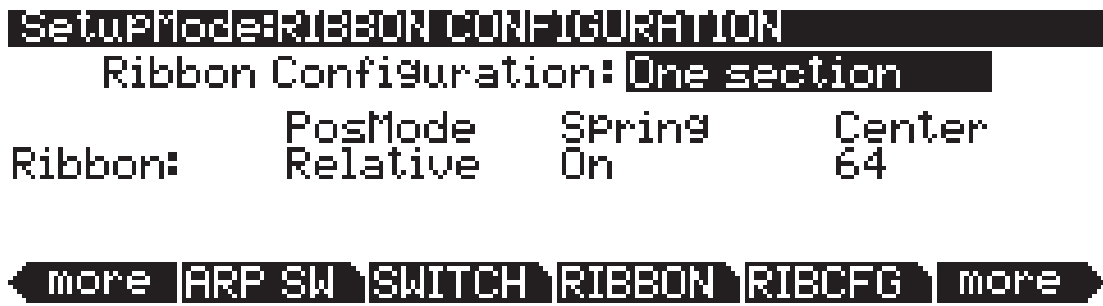 SetupMode:RIBBON CONFIGURATION
Ribbon Configuration: One section
PosMode Spring Center
Ribbon: Relative On 64
more ARP SW SWITCH RIBBON RIBCFG more